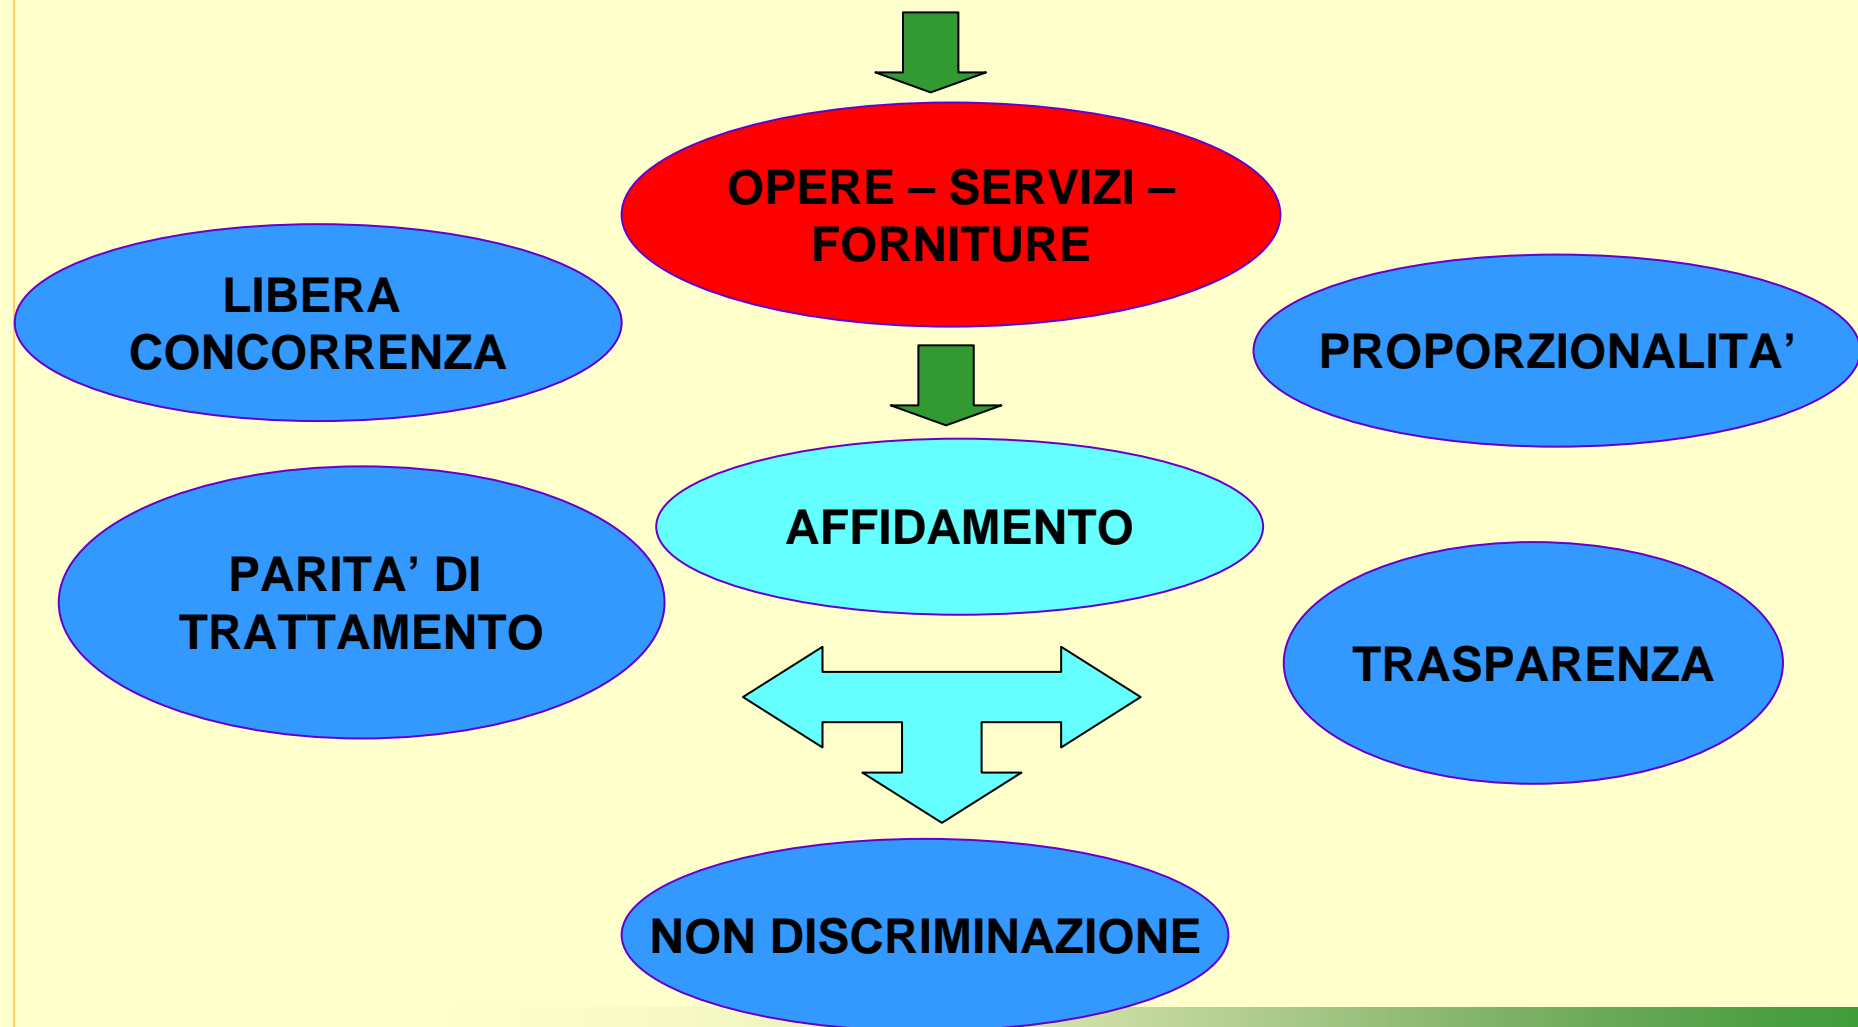 OPERE – SERVIZI –
FORNITURE
LIBERA
CONCORRENZA
PROPORZIONALITA’
AFFIDAMENTO
PARITA’ DI
TRATTAMENTO
TRASPARENZA
NON DISCRIMINAZIONE